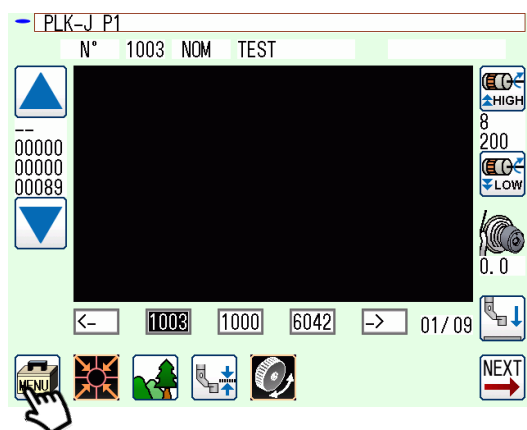 PLK-J P1
N° 1003 NOM TEST
HIGH
8
200
LOW
--
00000
00000
00089
0.0
<- 1003 1000 6042 -> 01/09
MENU
NEXT